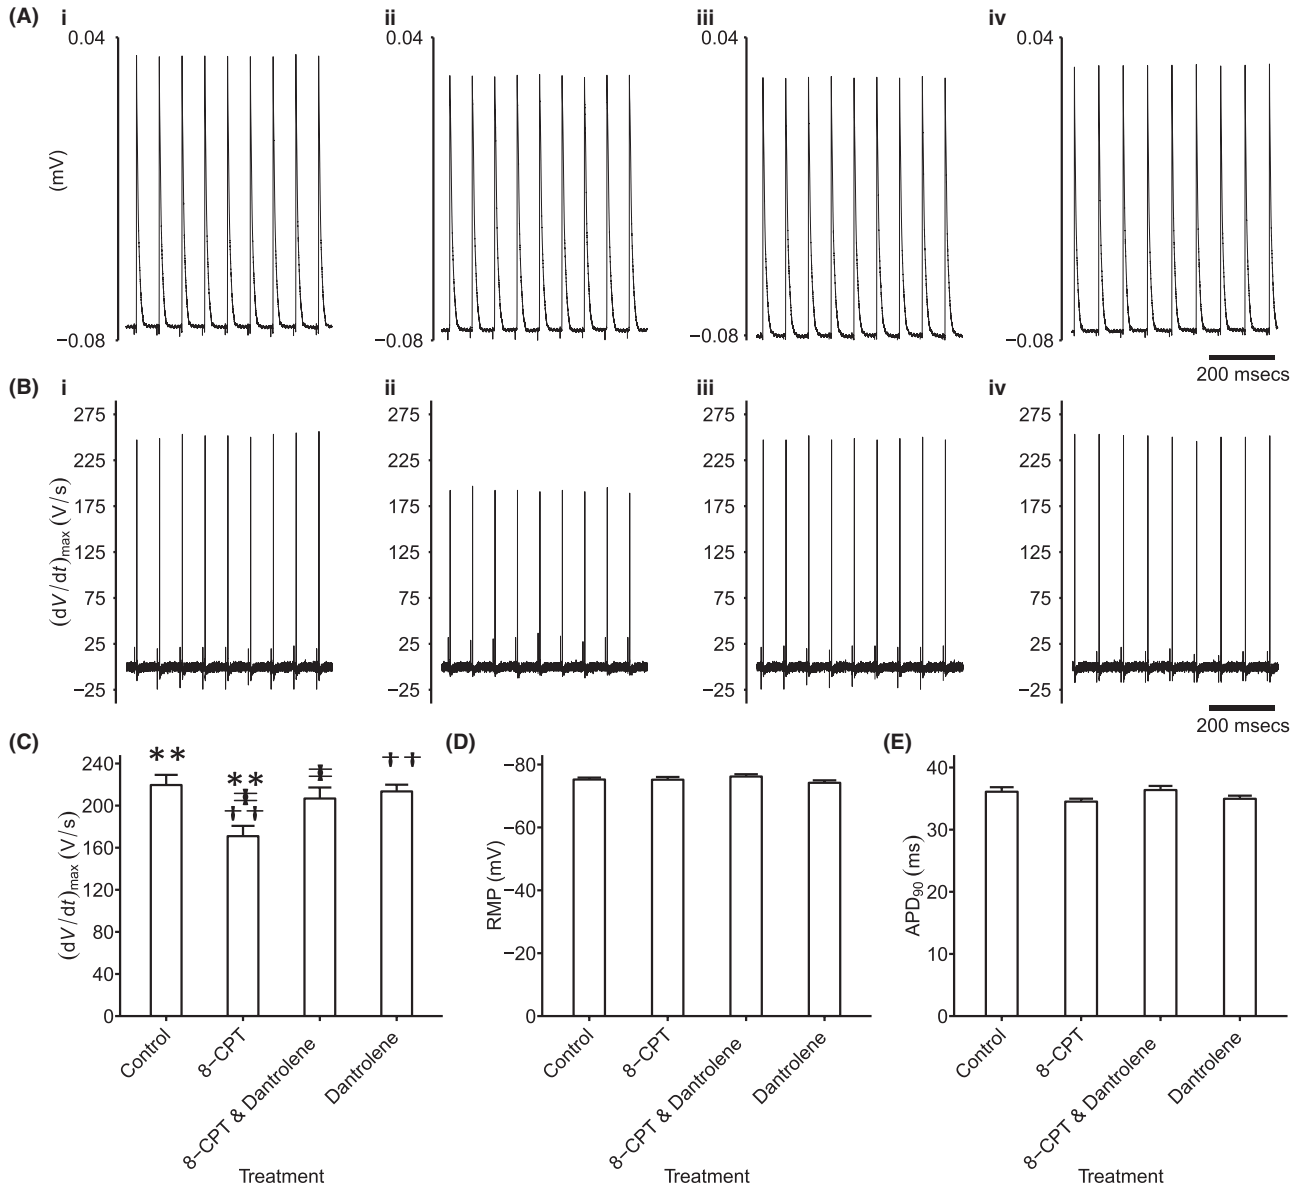 (A) i ii iii iv
0.04 0.04 0.04 0.04
(mV)
−0.08 −0.08 −0.08 −0.08
200 msecs
(B) i ii iii iv
275 275 275 275
225 225 225 225
175 175 175 175
125 125 125 125
75 75 75 75
25 25 25 25
−25 −25 −25 −25
(dV/dt)max (V/s)
200 msecs
(C)
240
200
160
120
80
40
0
(dV/dt)max (V/s)
**
**
‡
††
‡
††
Control
8−CPT
8−CPT & Dantrolene
Dantrolene
Treatment
(D)
−80
−60
−40
−20
0
RMP (mV)
Control
8−CPT
8−CPT & Dantrolene
Dantrolene
Treatment
(E)
40
30
20
10
0
APD90 (ms)
Control
8−CPT
8−CPT & Dantrolene
Dantrolene
Treatment